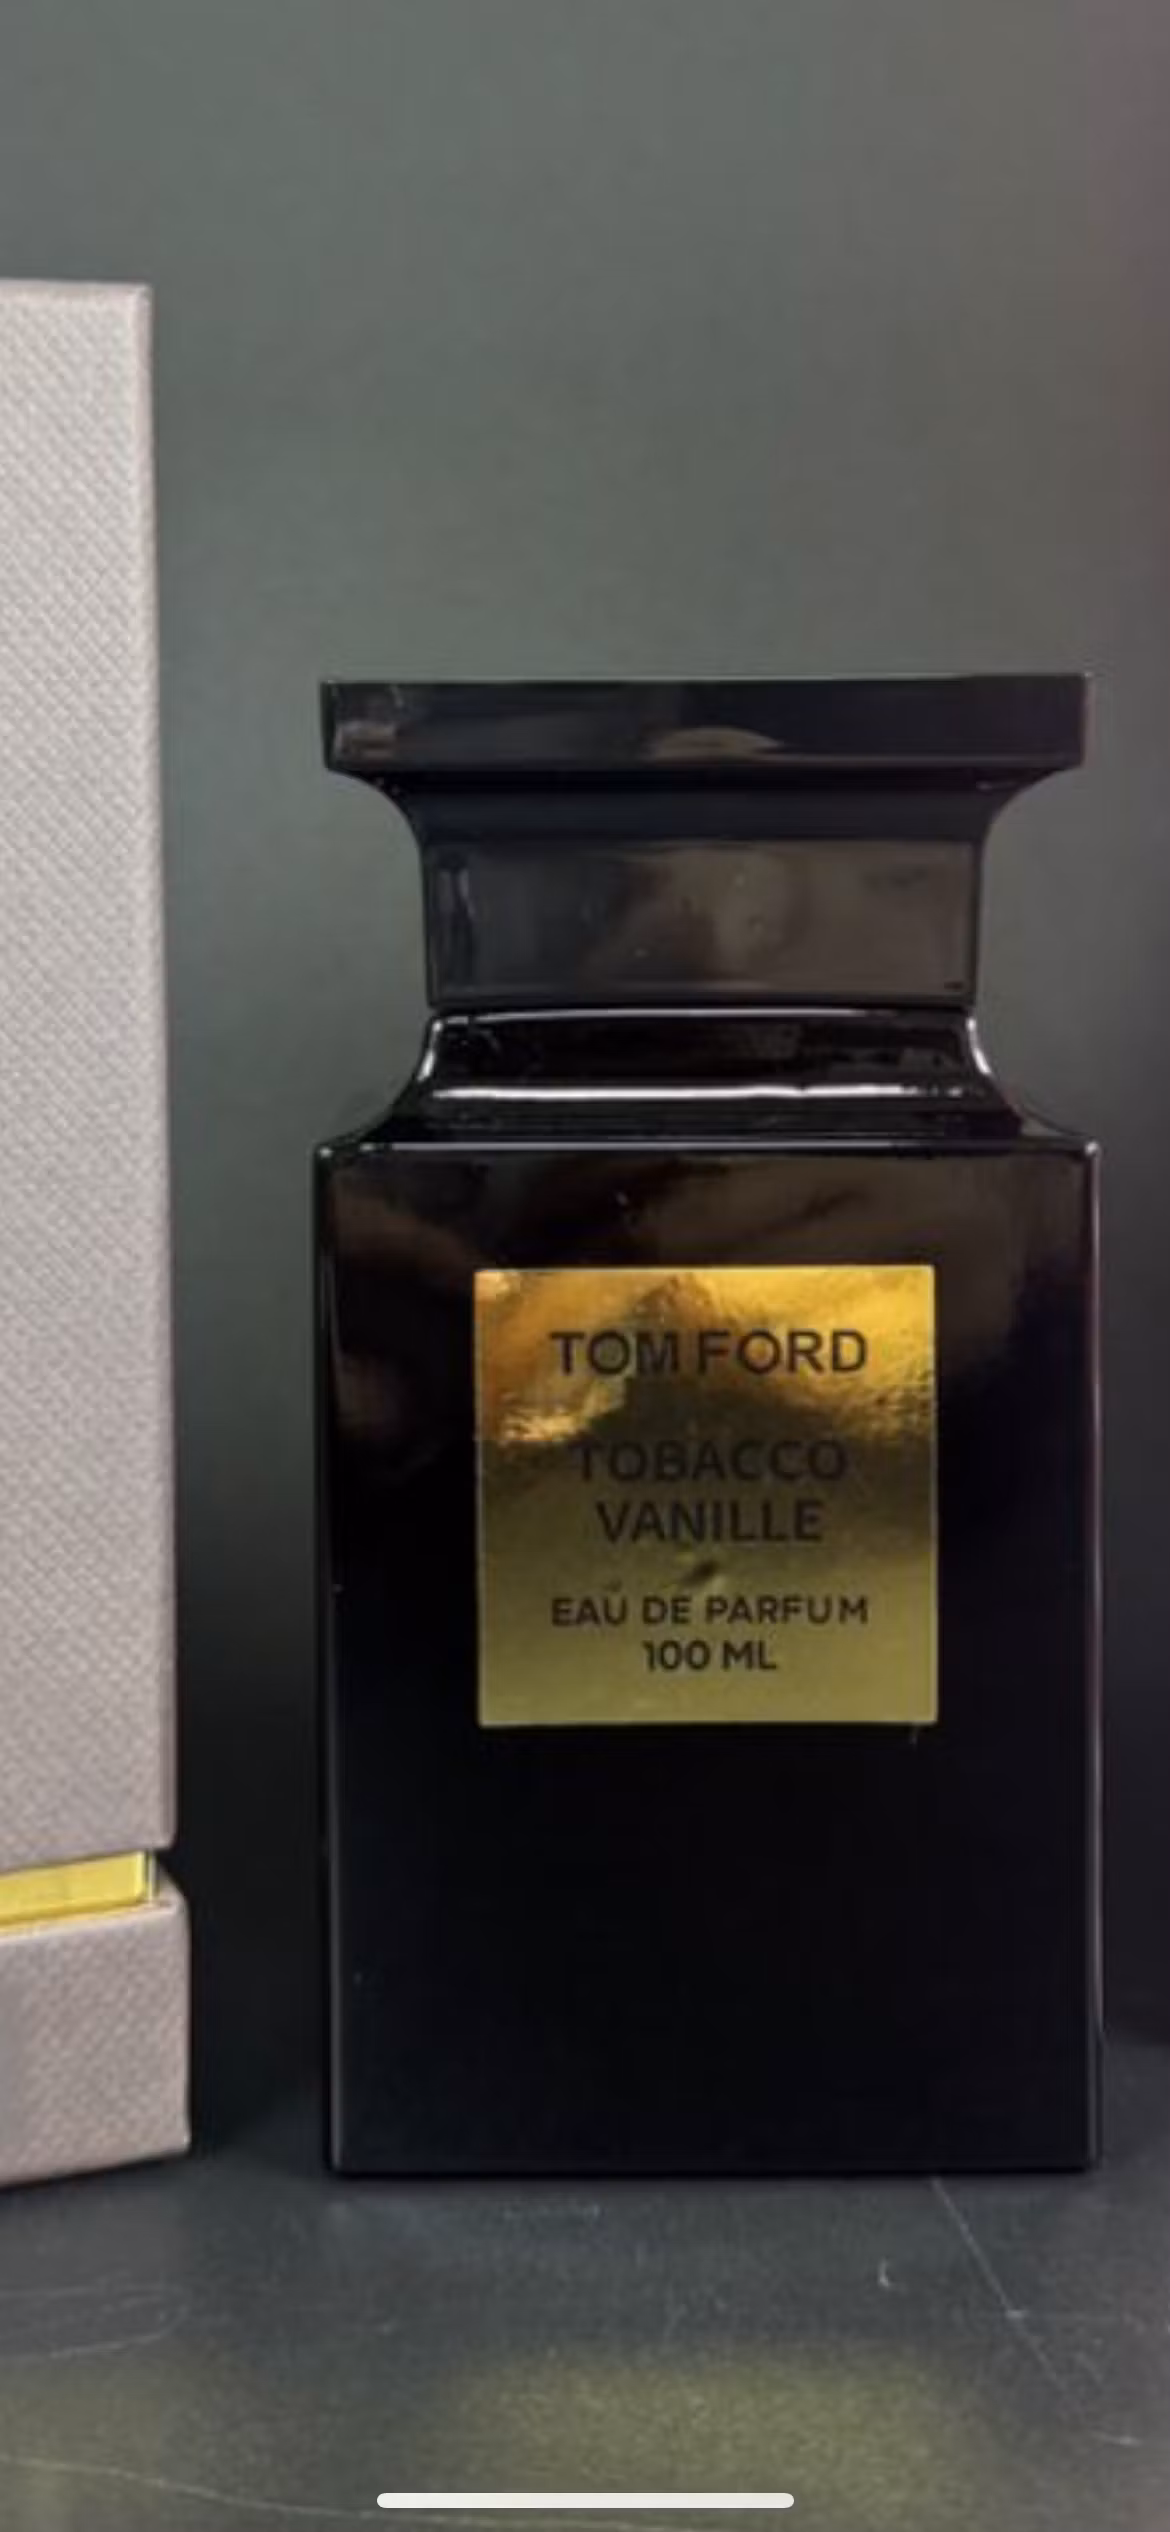 TOM FORD
TOBACCO
VANILLE
EAU DE PARFUM
100 ML